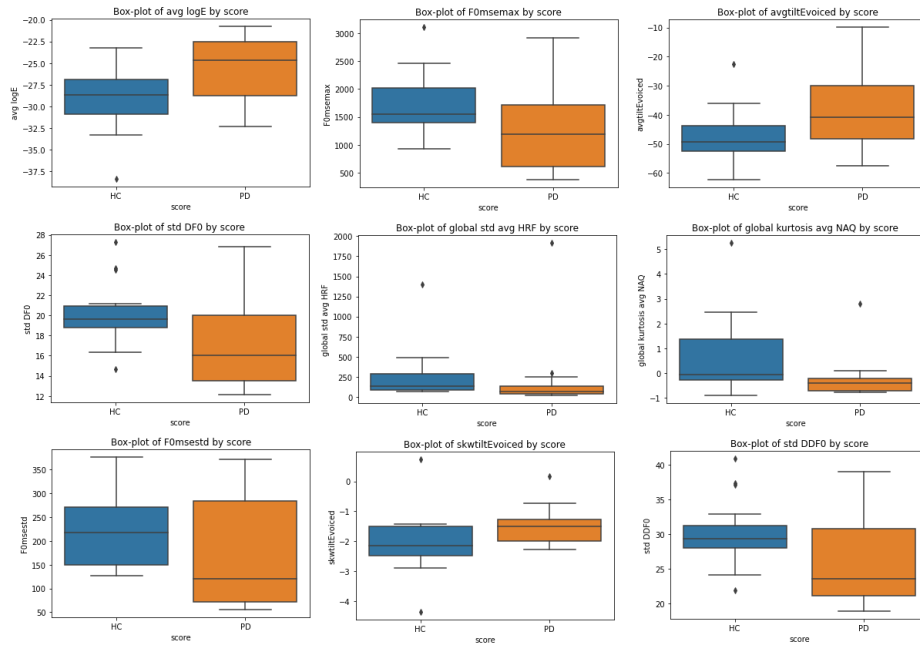 Box-plot of avg logE by score
avg logE
-20.0
-22.5
-25.0
-27.5
-30.0
-32.5
-35.0
-37.5
HC
PD
score
Box-plot of F0msemax by score
F0msemax
3000
2500
2000
1500
1000
500
HC
PD
score
Box-plot of avgtiltEvoiced by score
avgtiltEvoiced
-10
-20
-30
-40
-50
-60
HC
PD
score
Box-plot of std DF0 by score
std DF0
28
26
24
22
20
18
16
14
12
HC
PD
score
Box-plot of global std avg HRF by score
global std avg HRF
2000
1750
1500
1250
1000
750
500
250
0
HC
PD
score
Box-plot of global kurtosis avg NAQ by score
global kurtosis avg NAQ
5
4
3
2
1
0
-1
HC
PD
score
Box-plot of F0msestd by score
F0msestd
350
300
250
200
150
100
50
HC
PD
score
Box-plot of skwtiltEvoiced by score
skwtiltEvoiced
0
-1
-2
-3
-4
HC
PD
score
Box-plot of std DDF0 by score
std DDF0
40
35
30
25
20
HC
PD
score